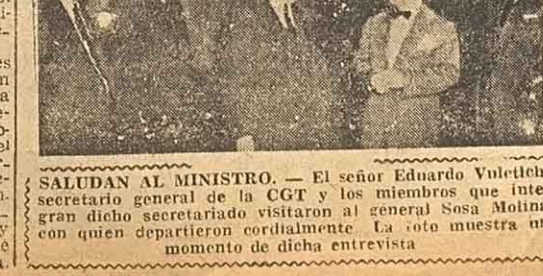 SALUDAN AL MINISTRO. — El señor Eduardo Vuletich
secretario general de la CGT y los miembros que inte
gran dicho secretariado visitaron al general Sosa Molina
con quien departieron cordialmente La foto muestra un
momento de dicha entrevista